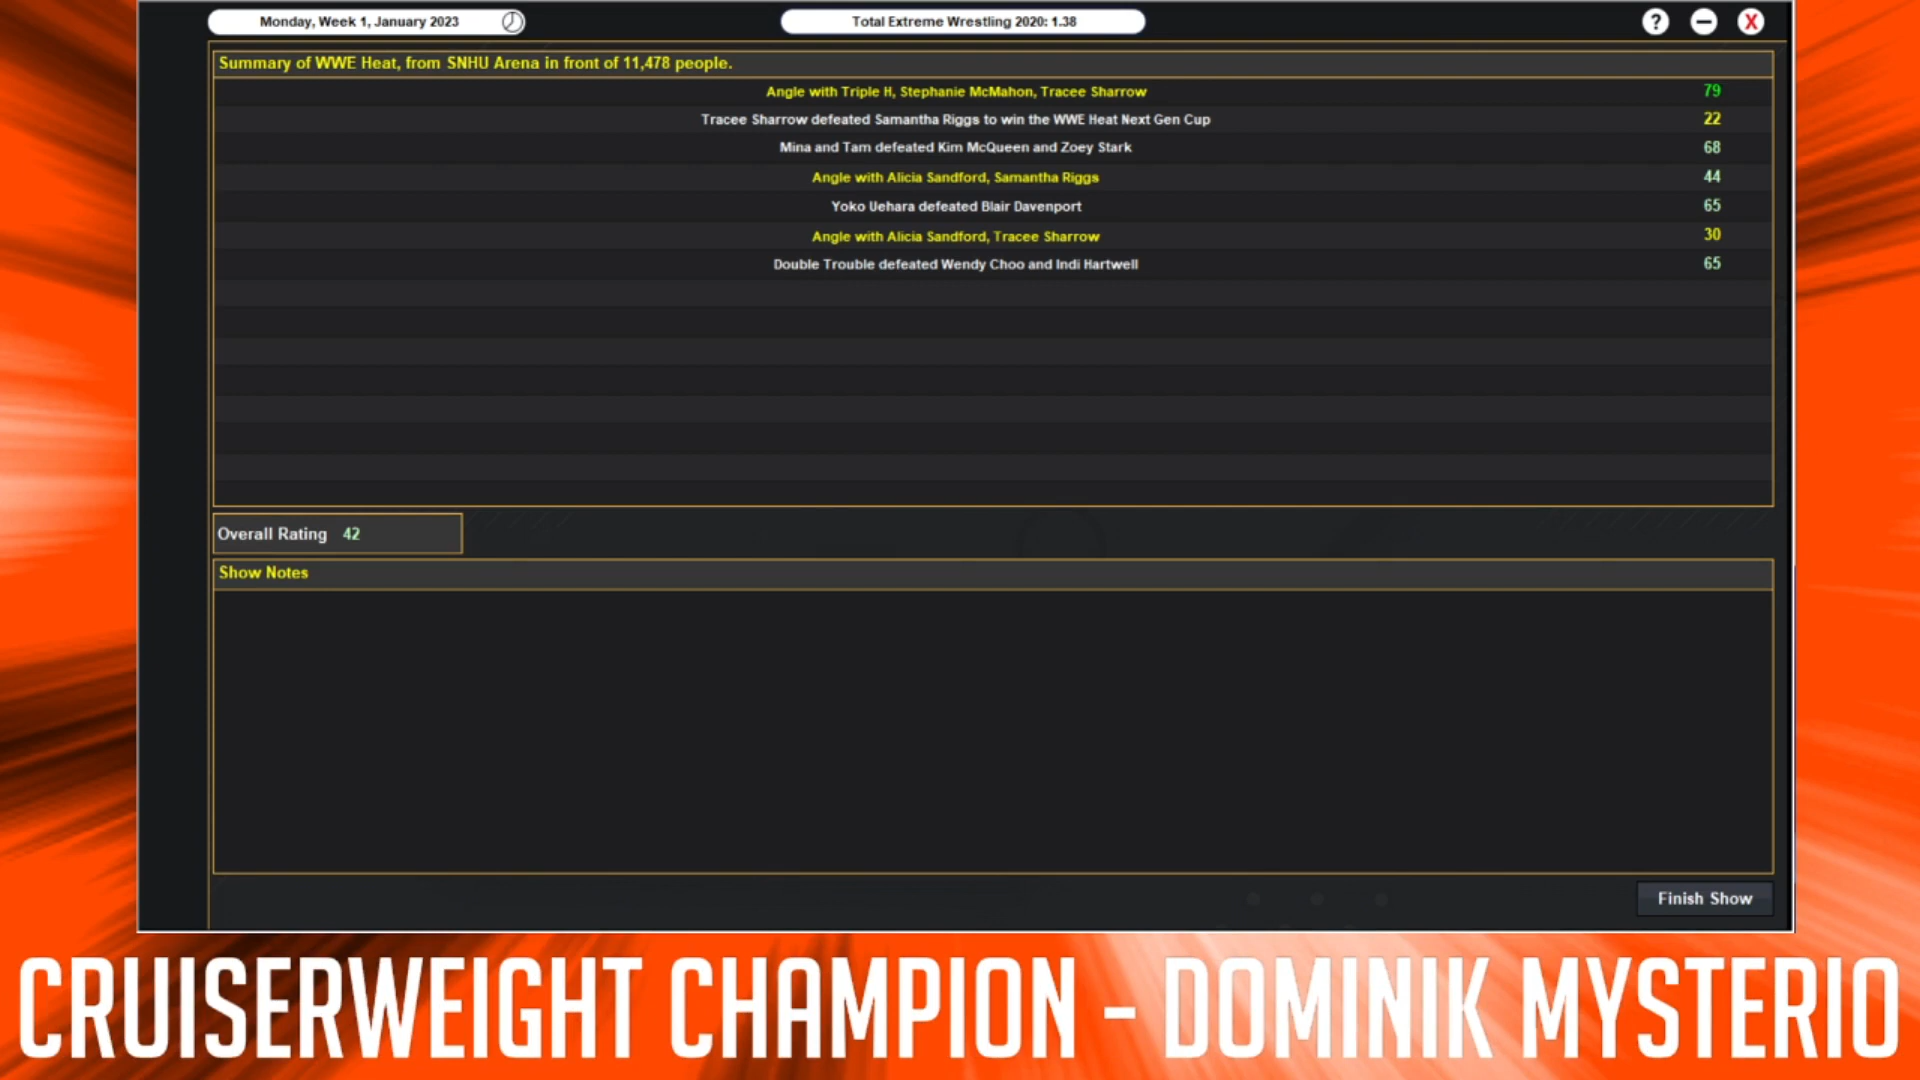 Monday, Week 1, January 2023
Total Extreme Wrestling 2020: 1.38
?
X
Summary of WWE Heat, from SNHU Arena in front of 11,478 people.
Angle with Triple H, Stephanie McMahon, Tracee Sharrow 79
Tracee Sharrow defeated Samantha Riggs to win the WWE Heat Next Gen Cup 22
Mina and Tam defeated Kim McQueen and Zoey Stark 68
Angle with Alicia Sandford, Samantha Riggs 44
Yoko Uehara defeated Blair Davenport 65
Angle with Alicia Sandford, Tracee Sharrow 30
Double Trouble defeated Wendy Choo and Indi Hartwell 65
Overall Rating 42
Show Notes
Finish Show
CRUISERWEIGHT CHAMPION - DOMINIK MYSTERIO